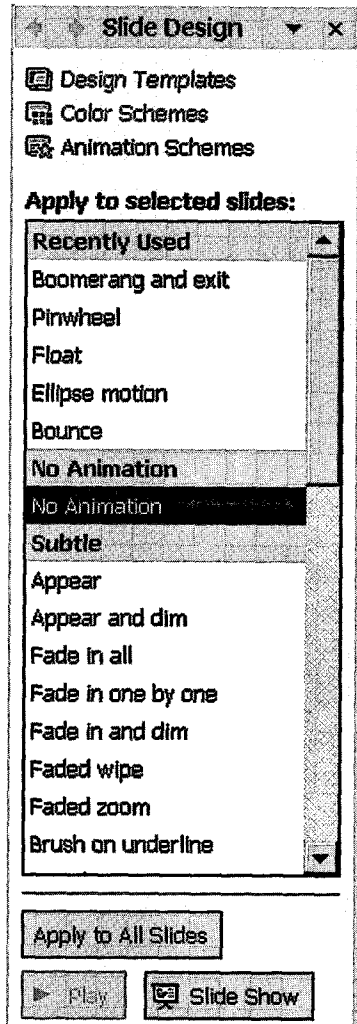 Slide Design
Design Templates
Color Schemes
Animation Schemes
Apply to selected slides:
Recently Used
Boomerang and exit
Pinwheel
Float
Ellipse motion
Bounce
No Animation
No Animation
Subtle
Appear
Appear and dim
Fade in all
Fade in one by one
Fade in and dim
Faded wipe
Faded zoom
Brush on underline
Apply to All Slides
Play
Slide Show